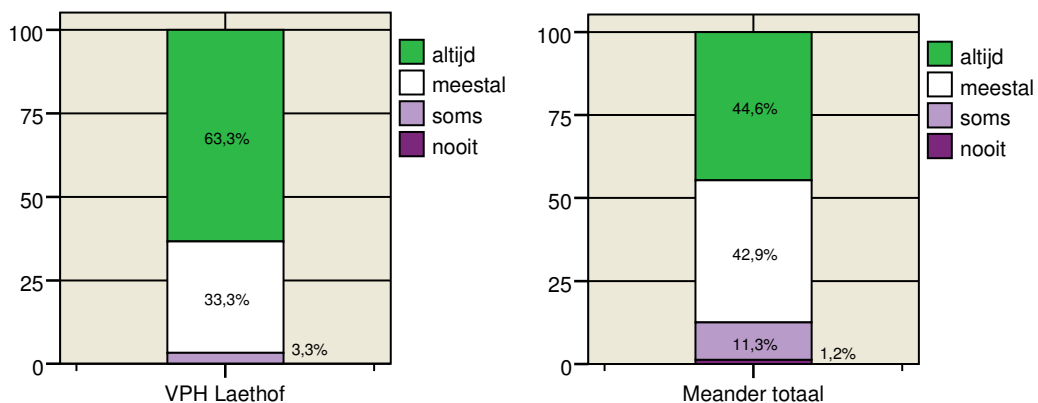 100
75
50
25
0
63,3%
33,3%
3,3%
VPH Laethof
altijd
meestal
soms
nooit
100
75
50
25
0
44,6%
42,9%
11,3%
1,2%
Meander totaal
altijd
meestal
soms
nooit